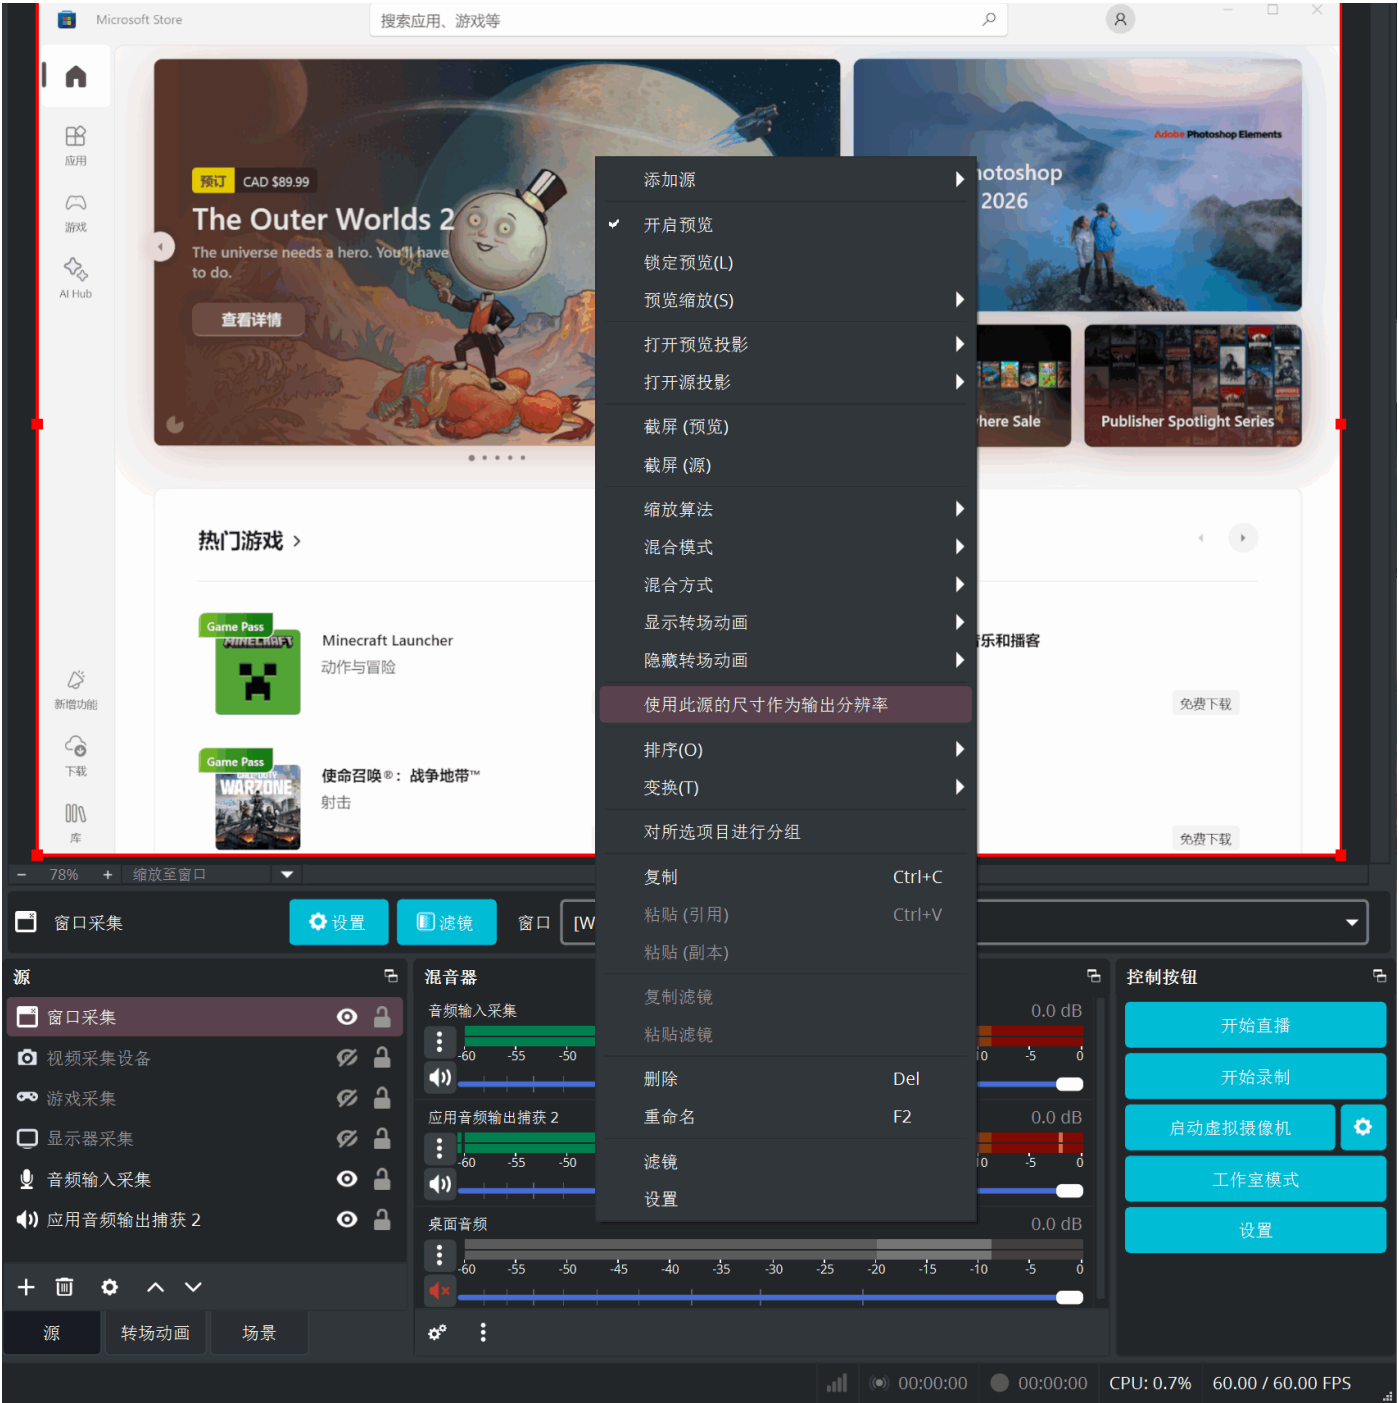 Microsoft Store
搜索应用、游戏等
应用
游戏
AI Hub
预订 CAD $89.99
The Outer Worlds 2
The universe needs a hero. You'll have
to do.
查看详情
Adobe Photoshop Elements
hotoshop
2026
here Sale
Publisher Spotlight Series
热门游戏 >
Game Pass
MINECRAFT
Minecraft Launcher
动作与冒险
音乐和播客
免费下载
Game Pass
CALL OF DUTY
WARZONE
使命召唤®：战争地带™
射击
免费下载
新增功能
下载
库
添加源
开启预览
锁定预览(L)
预览缩放(S)
打开预览投影
打开源投影
截屏 (预览)
截屏 (源)
缩放算法
混合模式
混合方式
显示转场动画
隐藏转场动画
使用此源的尺寸作为输出分辨率
排序(O)
变换(T)
对所选项目进行分组
复制 Ctrl+C
粘贴 (引用) Ctrl+V
粘贴 (副本)
复制滤镜
粘贴滤镜
删除 Del
重命名 F2
滤镜
设置
- 78% + 缩放至窗口
窗口采集 设置 滤镜 窗口 [W
源
窗口采集
视频采集设备
游戏采集
显示器采集
音频输入采集
应用音频输出捕获 2
源 转场动画 场景
混音器
音频输入采集 0.0 dB
-60 -55 -50 10 -5 0
应用音频输出捕获 2 0.0 dB
-60 -55 -50 10 -5 0
桌面音频 0.0 dB
-60 -55 -50 -45 -40 -35 -30 -25 -20 -15 -10 -5 0
控制按钮
开始直播
开始录制
启动虚拟摄像机
工作室模式
设置
00:00:00 00:00:00 CPU: 0.7% 60.00 / 60.00 FPS